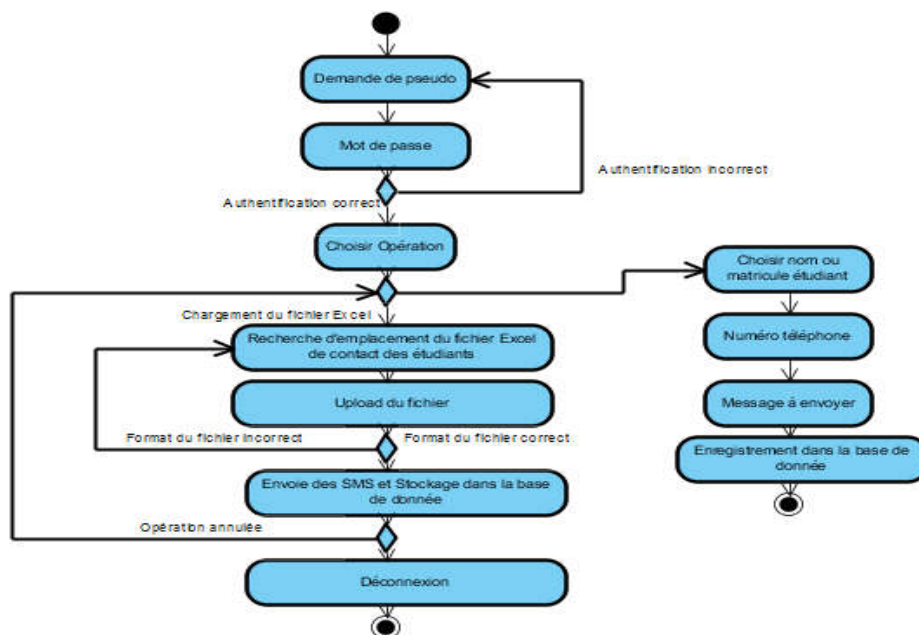 Demande de pseudo
Mot de passe
Authentification incorrect
Authentification correct
Choisir Opération
Choisir nom ou
matricule étudiant
Chargement du fichier Excel
Recherche d'emplacement du fichier Excel
de contact des étudiants
Numéro téléphone
Upload du fichier
Message à envoyer
Format du fichier incorrect
Format du fichier correct
Enregistrement dans la base de
donnée
Envoie des SMS et Stockage dans la base
de donnée
Opération annulée
Déconnexion